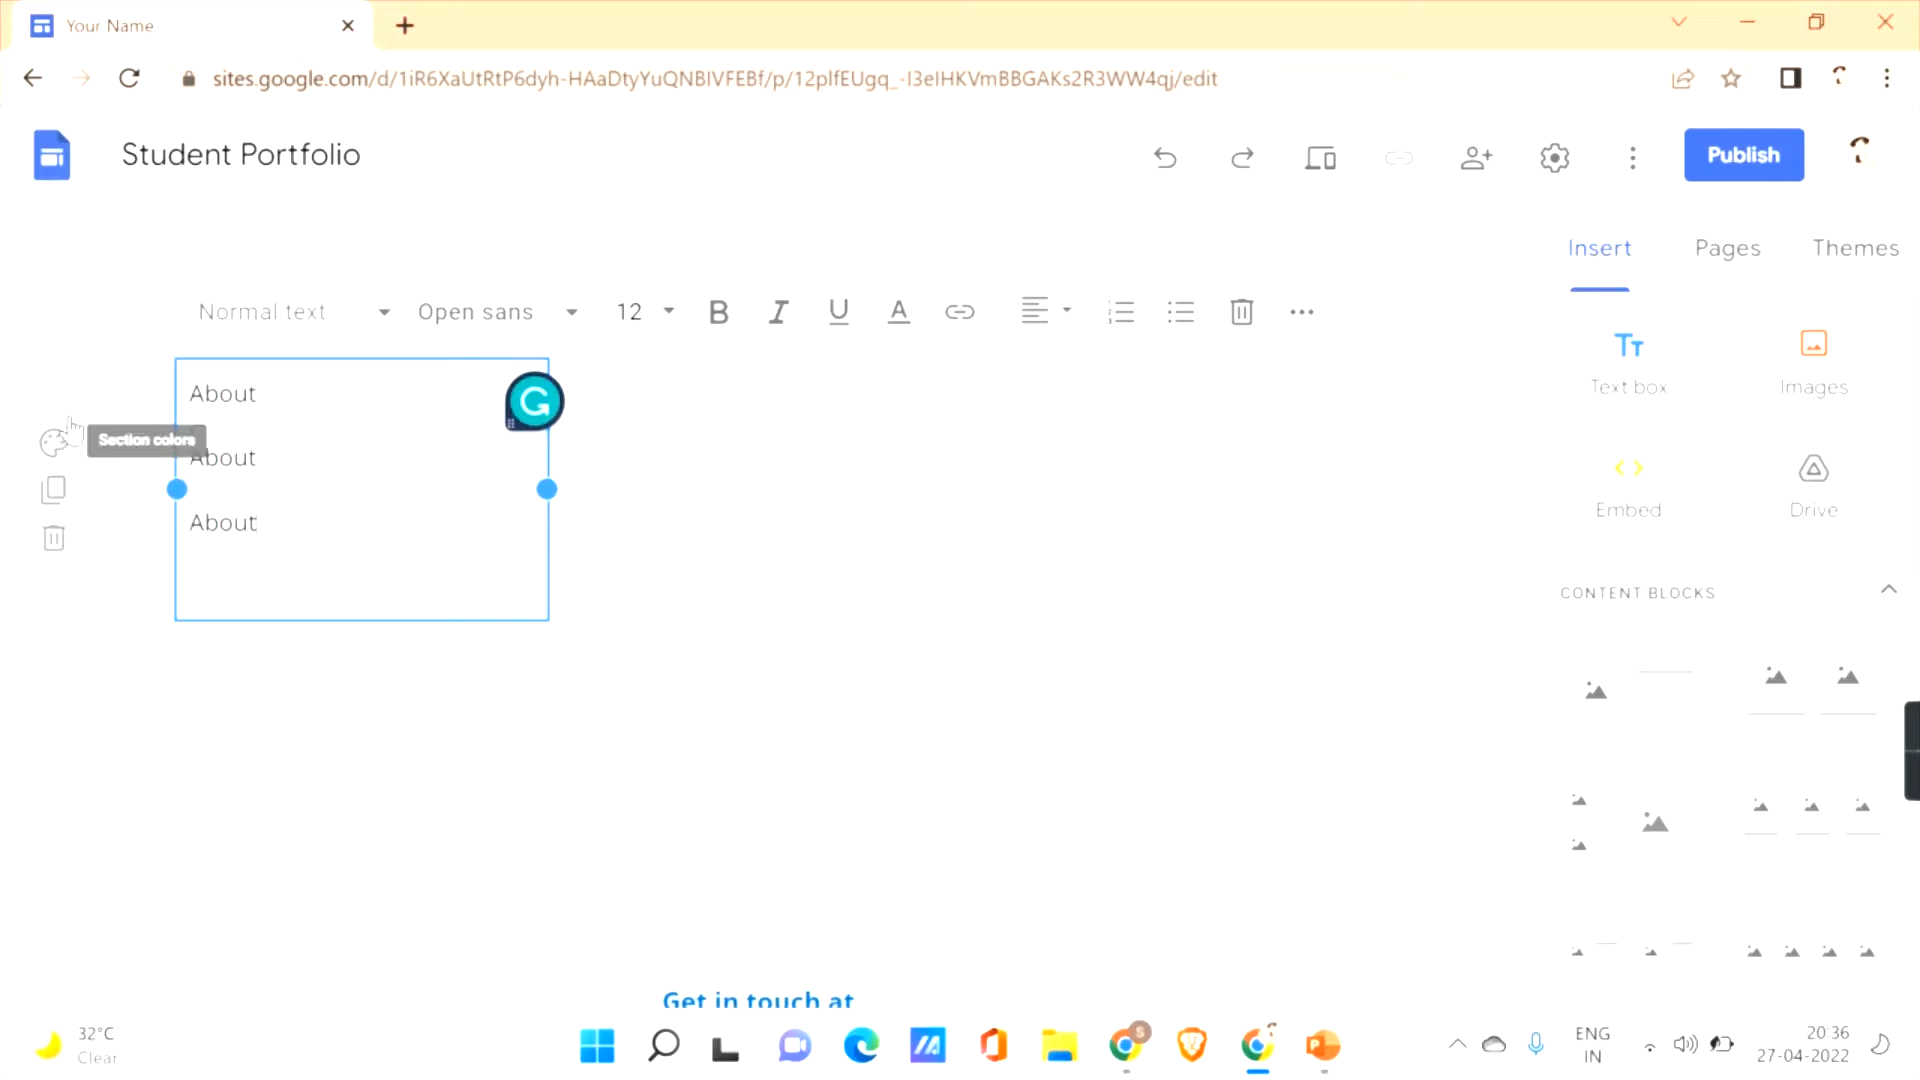 Your Name
sites.google.com/d/1iR6XaUtRtP6dyh-HAaDtyYuQNBIVFEBf/p/12plfEUgq_-I3eIHKVmBBGAKs2R3WW4qj/edit
Student Portfolio
Publish
Insert Pages Themes
Normal text Open sans 12
Text box Images
About
Section colors
About
About
Embed Drive
CONTENT BLOCKS
Get in touch at
32°C
Clear
S
ENG
IN
20:36
27-04-2022